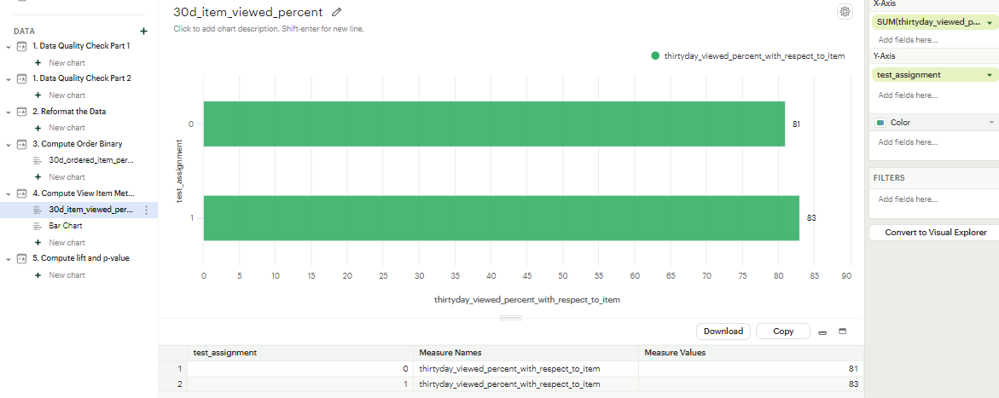 DATA
+
1. Data Quality Check Part 1
+ New chart
1. Data Quality Check Part 2
+ New chart
2. Reformat the Data
+ New chart
3. Compute Order Binary
30d_ordered_item_per...
+ New chart
4. Compute View Item Met...
30d_item_viewed_per...
Bar Chart
+ New chart
5. Compute lift and p-value
+ New chart
30d_item_viewed_percent
Click to add chart description. Shift-enter for new line.
thirtyday_viewed_percent_with_respect_to_item
test_assignment
0
81
1
83
0 5 10 15 20 25 30 35 40 45 50 55 60 65 70 75 80 85 90
thirtyday_viewed_percent_with_respect_to_item
Download
Copy
test_assignment Measure Names Measure Values
1 0 thirtyday_viewed_percent_with_respect_to_item 81
2 1 thirtyday_viewed_percent_with_respect_to_item 83
X-Axis
SUM(thirtyday_viewed_p...
Add fields here...
Y-Axis
test_assignment
Add fields here...
Color
Add fields here...
FILTERS
Add fields here...
Convert to Visual Explorer